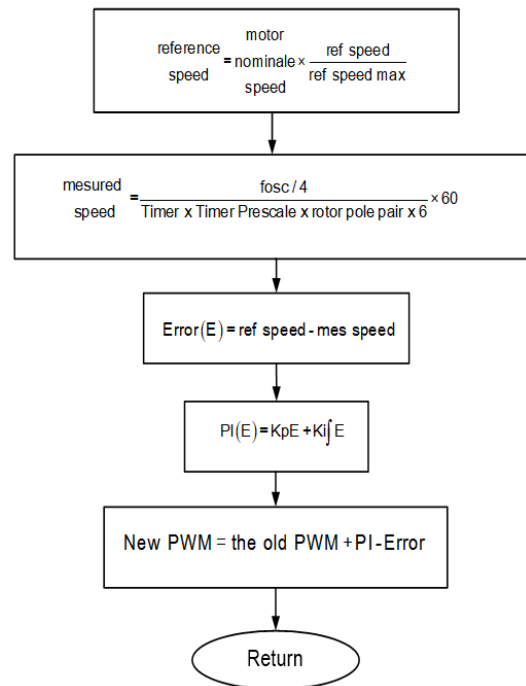 reference speed = motor nominale speed × ref speed / ref speed max
mesured speed = fosc / 4 / Timer x Timer Prescale x rotor pole pair x 6 × 60
Error(E) = ref speed - mes speed
PI(E) = KpE + Ki∫E
New PWM = the old PWM + PI-Error
Return